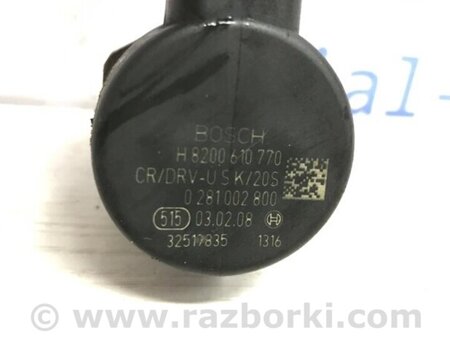 ial-
BOSCH
H 8200 610 770
CR/DRV-U S K/20S
0 281 002 800
515 03.02.08
32517835 1316
© www.razborki.com